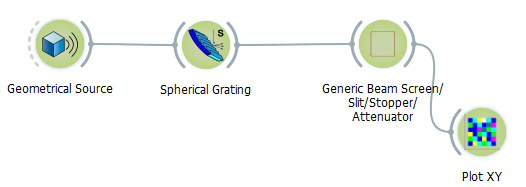 S
Geometrical Source
Spherical Grating
Generic Beam Screen/
Slit/Stopper/
Attenuator
Plot XY